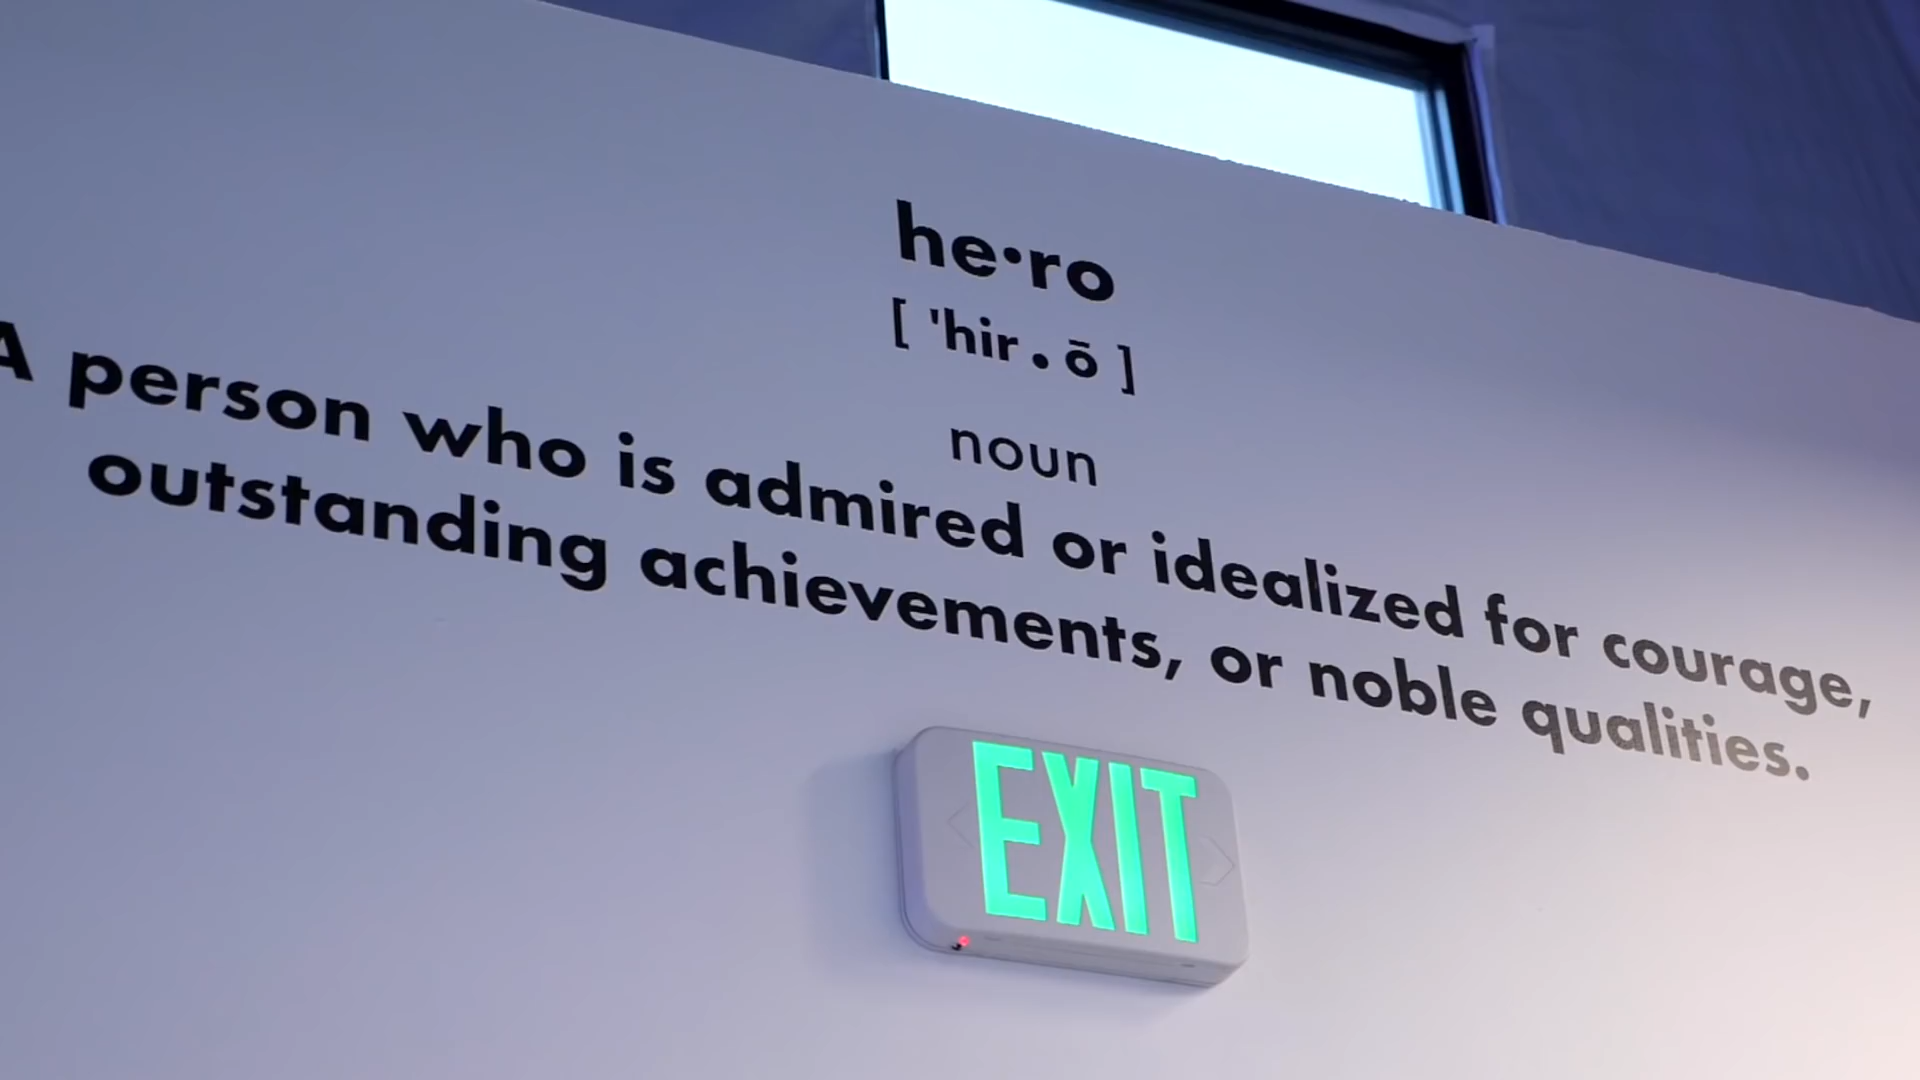 he•ro
[ 'hir • ō ]
noun
A person who is admired or idealized for courage,
outstanding achievements, or noble qualities.
EXIT